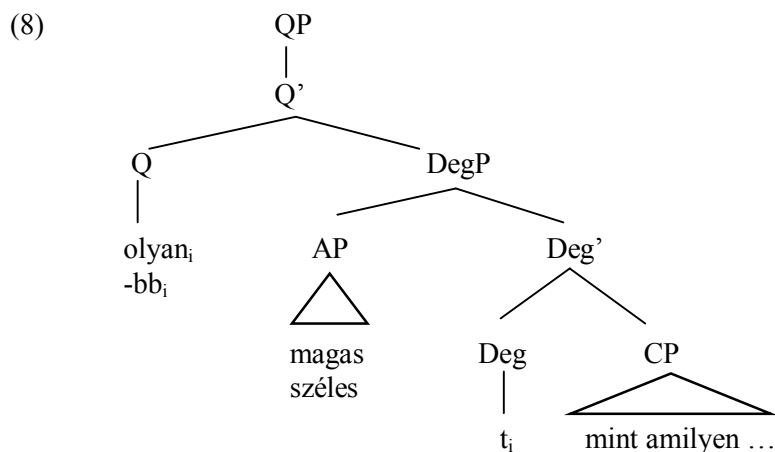 (8) QP
Q’
Q DegP
olyanᵢ AP Deg’
-bbᵢ
magas Deg CP
széles
tᵢ mint amilyen …